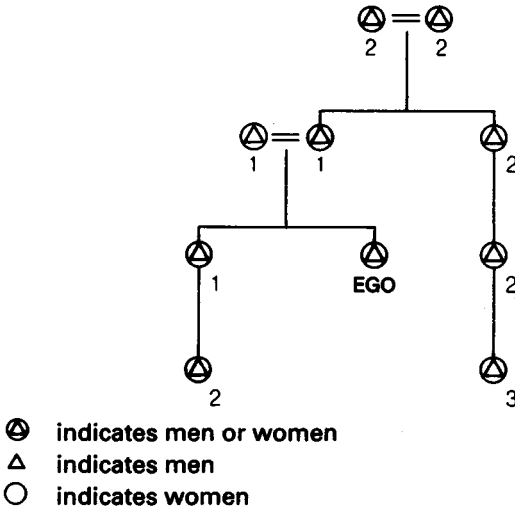 2 2
1 1 2
1 EGO 2
2 3
indicates men or women
indicates men
indicates women